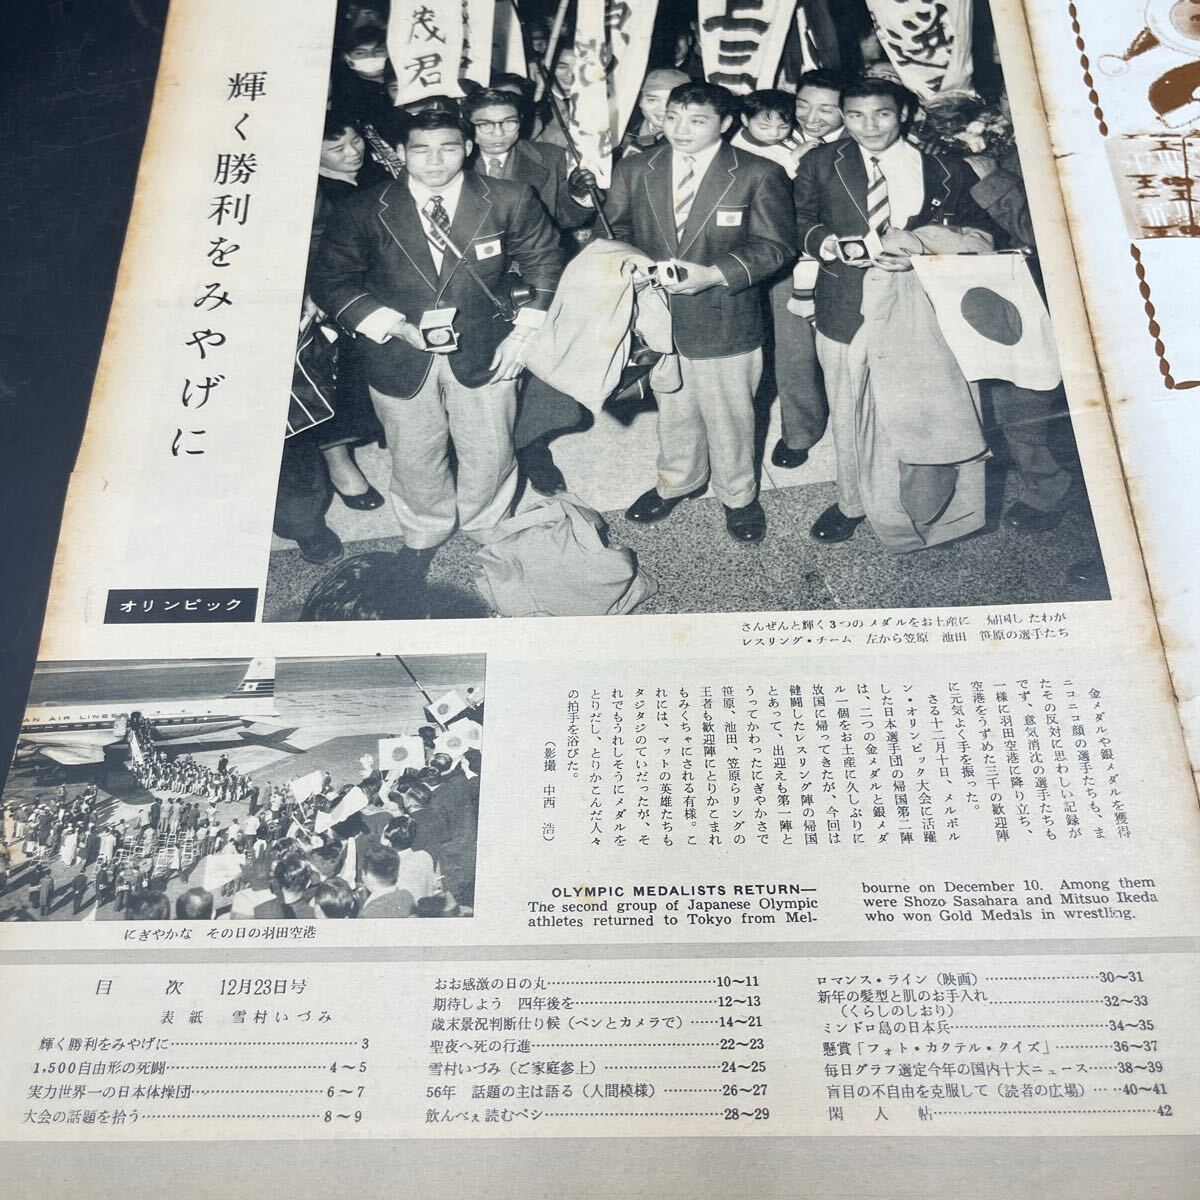 輝く勝利をみやげに
茂君
オリンピック
さんぜんと輝く3つの メダルをお土産に 帰国したわが
レスリング・チーム 左から笠原 池田 笹原の選手たち
AN AIR LINES
にぎやかな その日の羽田空港
金メダルや銀メダルを獲得
ニコニコ顔の選手たちも、ま
たその反対に思わしい記録が
でず、意気消沈の選手たちも
一様に羽田空港に降り立ち、
空港をうずめた三千の歓迎陣
に元気よく手を振った。
さる十二月十日、メルボル
ン・オリンピック大会に活躍
した日本選手団の帰国第二陣
は、二つの金メダルと銀メダ
ル一個をお土産に久しぶりに
故国に帰ってきたが、今回は
健闘したレスリング陣の帰国
とあって、出迎えも第一陣と
うってかわったにぎやかさで
笹原、池田、笠原らリングの
王者も歓迎陣にとりかこまれ
もみくちゃにされる有様。こ
れには、マットの英雄たちも
タジタジのていだったが、そ
れでもうれしそうにメダルを
とりだし、とりかこんだ人々
の拍手を浴びた。
(影撮 中西 浩)
OLYMPIC MEDALISTS RETURN—
The second group of Japanese Olympic
athletes returned to Tokyo from Mel-
bourne on December 10. Among them
were Shozo Sasahara and Mitsuo Ikeda
who won Gold Medals in wrestling.
目 次 12月23日号
表紙 雪村いづみ
輝く勝利をみやげに……3
1,500自由形の死闘……4～5
実力世界一の日本体操団……6～7
大会の話題を拾う……8～9
おお感激の日の丸……10～11
期待しよう 四年後を……12～13
歳末景況判断仕り候(ペンとカメラで)……14～21
聖夜へ死の行進……22～23
雪村いづみ(ご家庭参上)……24～25
56年 話題の主は語る(人間模様)……26～27
飲んべぇ読むベシ……28～29
ロマンス・ライン(映画)……30～31
新年の髪型と肌のお手入れ……32～33
(くらしのしおり)
ミンドロ島の日本兵……34～35
懸賞「フォト・カクテル・クイズ」……36～37
毎日グラフ選定今年の国内十大ニュース……38～39
盲目の不自由を克服して(読者の広場)……40～41
閑人帖……42